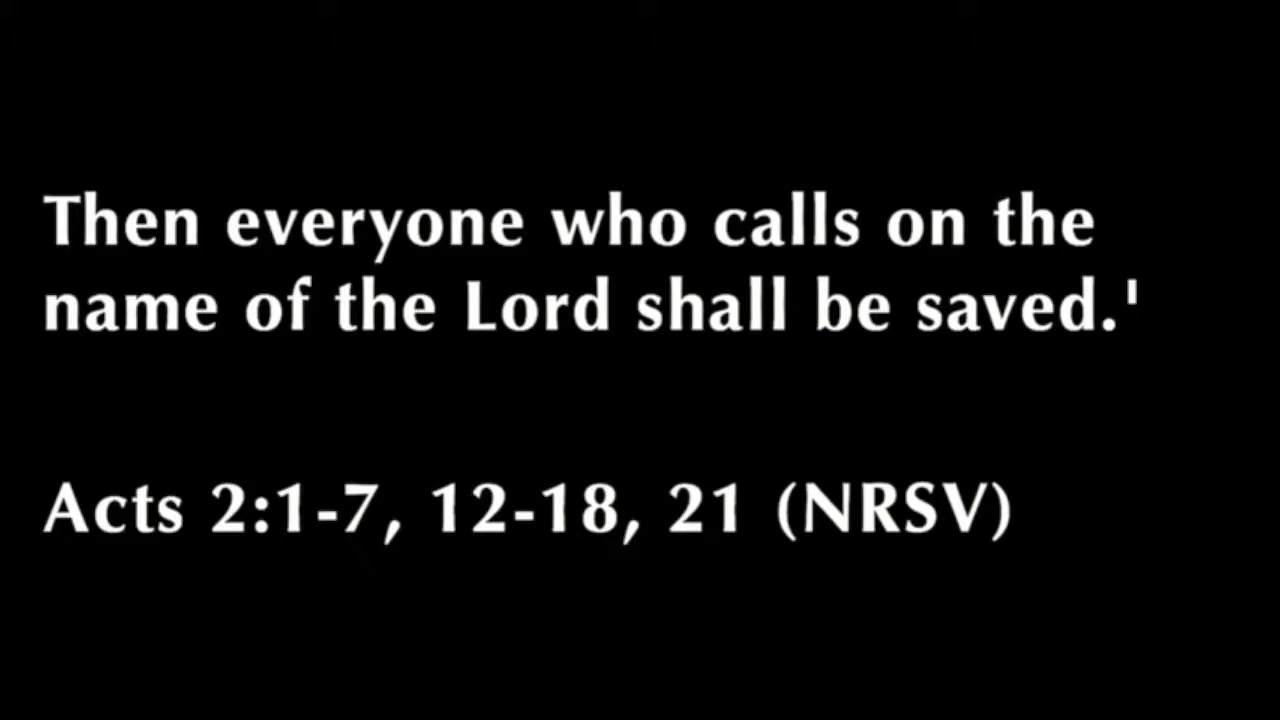 Then everyone who calls on the
name of the Lord shall be saved.'
Acts 2:1-7, 12-18, 21 (NRSV)